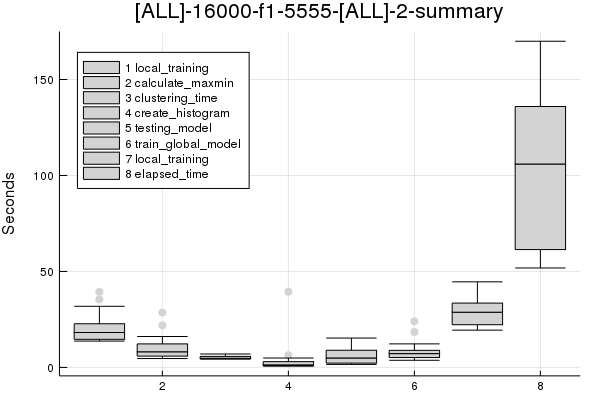 [ALL]-16000-f1-5555-[ALL]-2-summary
Seconds
150
100
50
0
1 local_training
2 calculate_maxmin
3 clustering_time
4 create_histogram
5 testing_model
6 train_global_model
7 local_training
8 elapsed_time
2 4 6 8